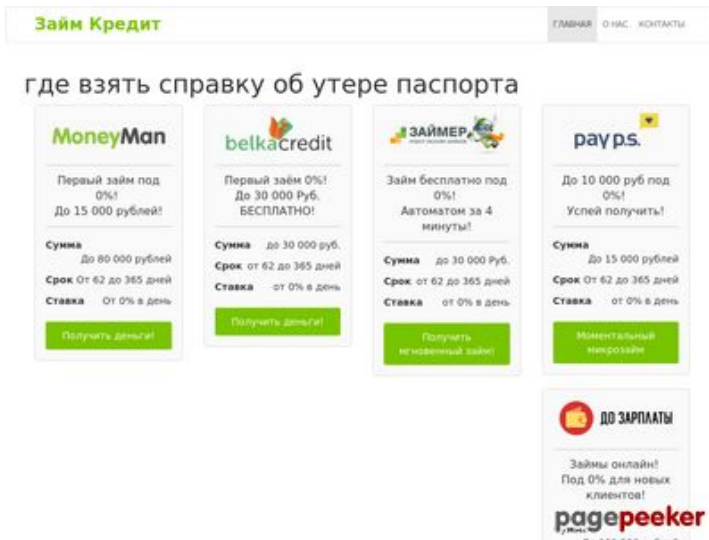 Займ Кредит
ГЛАВНАЯ О НАС КОНТАКТЫ
где взять справку об утере паспорта
MoneyMan
Первый займ под
0%!
До 15 000 рублей!
Сумма
До 80 000 рублей
Срок От 62 до 365 дней
Ставка От 0% в день
Получить деньги!
belkacredit
Первый заём 0%!
До 30 000 Руб.
БЕСПЛАТНО!
Сумма до 30 000 руб.
Срок от 62 до 365 дней
Ставка от 0% в день
Получить деньги!
ЗАЙМЕР
Займ бесплатно под
0%!
Автоматом за 4
минуты!
Сумма до 30 000 Руб.
Срок от 62 до 365 дней
Ставка от 0% в день
Получить
мгновенный займ!
pay p.s.
До 10 000 руб под
0%!
Успей получить!
Сумма
До 15 000 рублей
Срок От 62 до 365 дней
Ставка От 0% в день
Моментальный
микрозайм
ДО ЗАРПЛАТЫ
Займы онлайн!
Под 0% для новых
клиентов!
pagepeeker